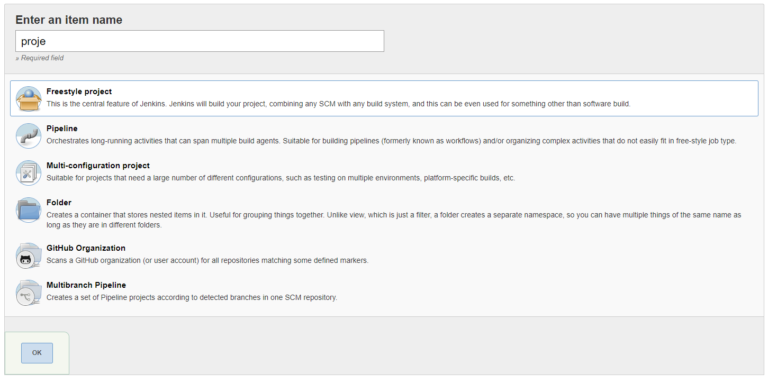 Enter an item name
proje
» Required field
Freestyle project
This is the central feature of Jenkins. Jenkins will build your project, combining any SCM with any build system, and this can be even used for something other than software build.
Pipeline
Orchestrates long-running activities that can span multiple build agents. Suitable for building pipelines (formerly known as workflows) and/or organizing complex activities that do not easily fit in free-style job type.
Multi-configuration project
Suitable for projects that need a large number of different configurations, such as testing on multiple environments, platform-specific builds, etc.
Folder
Creates a container that stores nested items in it. Useful for grouping things together. Unlike view, which is just a filter, a folder creates a separate namespace, so you can have multiple things of the same name as
long as they are in different folders.
GitHub Organization
Scans a GitHub organization (or user account) for all repositories matching some defined markers.
Multibranch Pipeline
Creates a set of Pipeline projects according to detected branches in one SCM repository.
OK